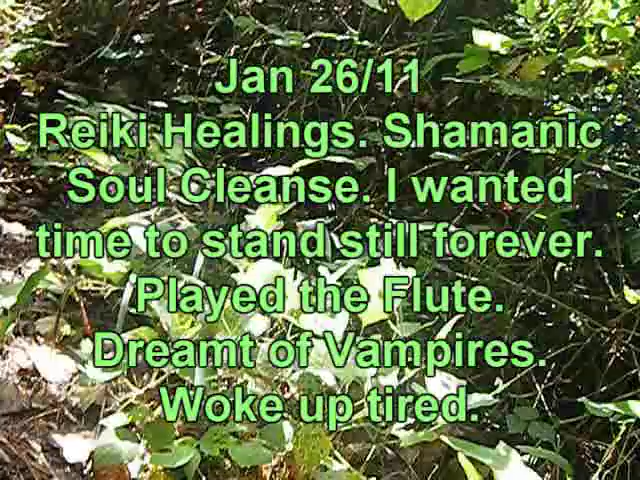 Jan 26/11
Reiki Healings. Shamanic
Soul Cleanse. I wanted
time to stand still forever.
Played the Flute.
Dreamt of Vampires.
Woke up tired.